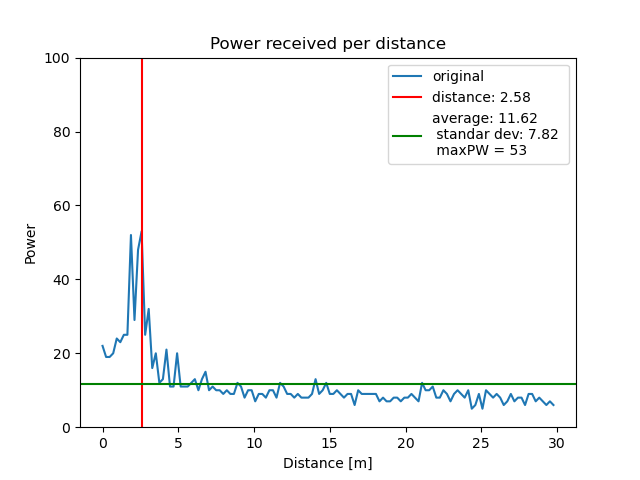 Power received per distance
100
80
60
40
20
0
Power
original
distance: 2.58
average: 11.62
standar dev: 7.82
maxPW = 53
0 5 10 15 20 25 30
Distance [m]